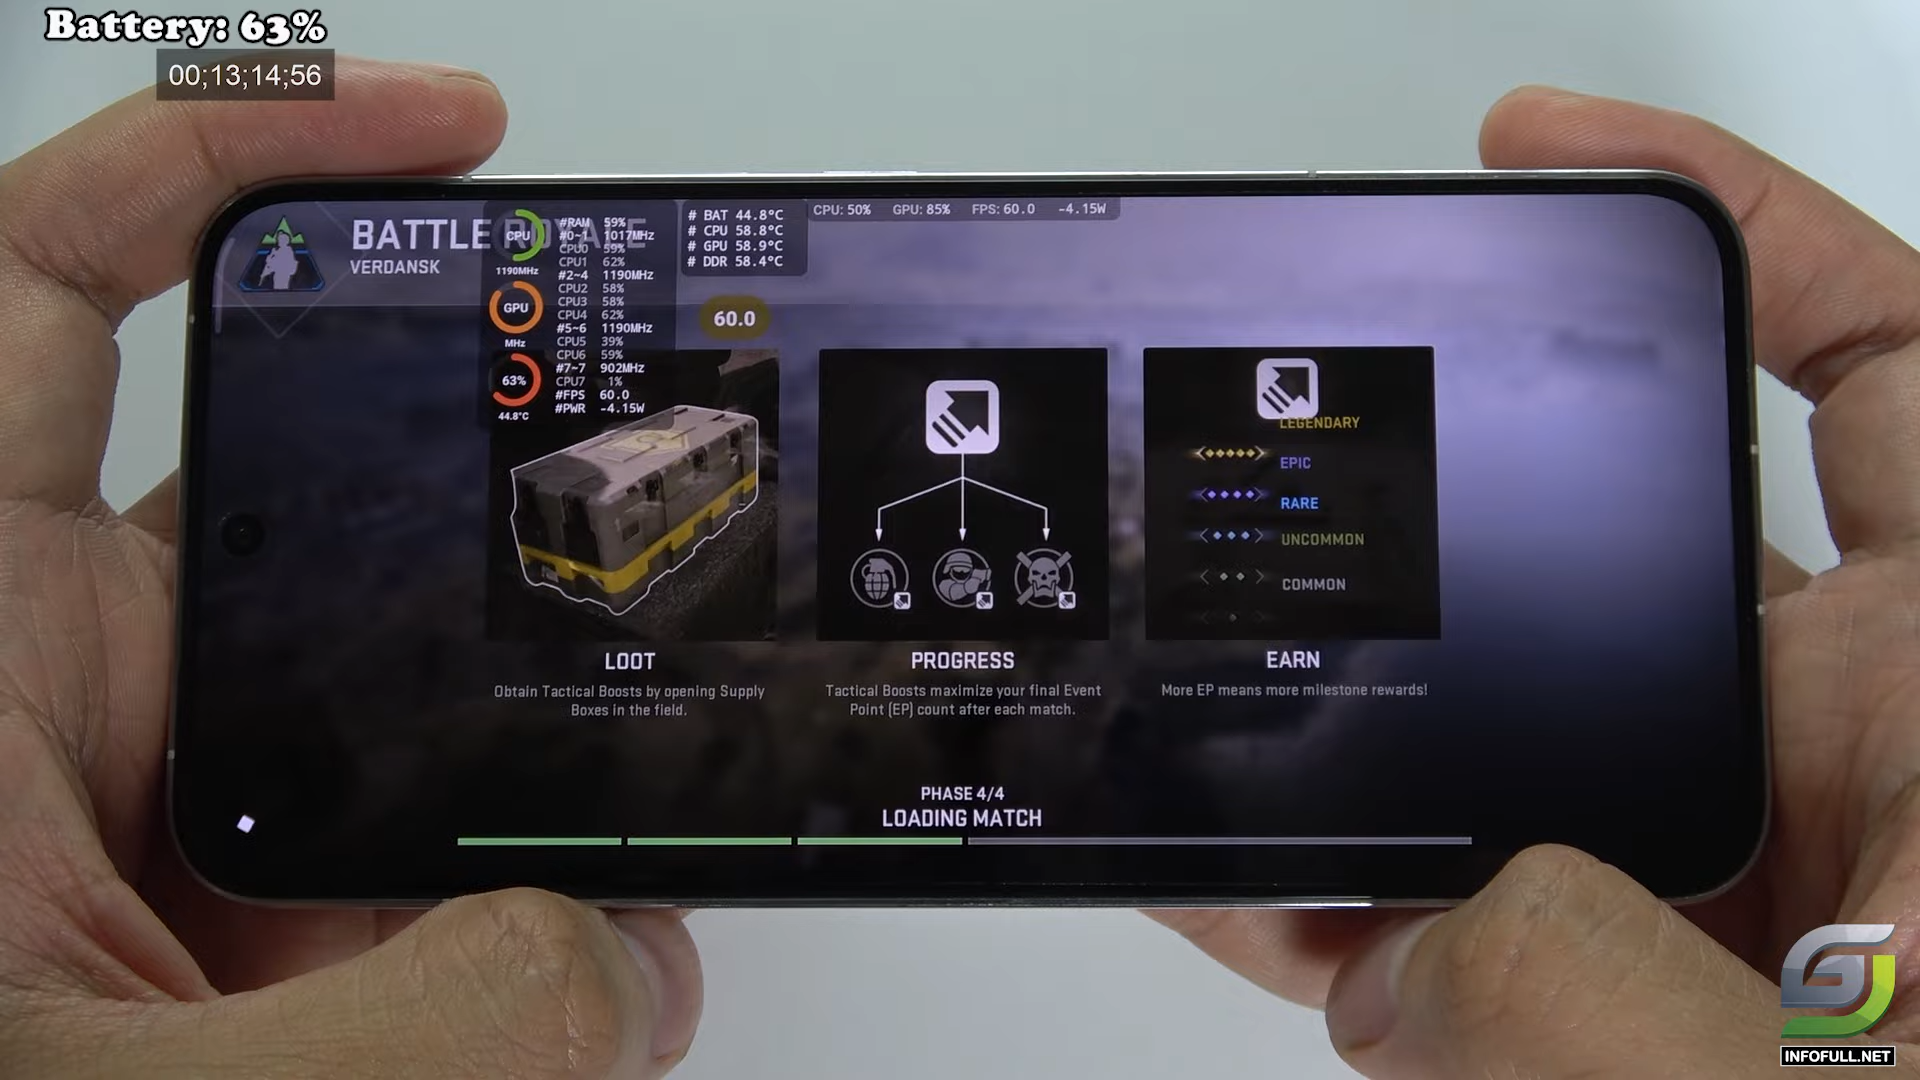 Battery: 63%
00;13;14;56
BATTLE ROYALE
VERDANSK
CPU
1190MHz
GPU
MHz
63%
44.8°C
#RAM 59%
#0~1 1017MHz
CPU0 59%
CPU1 62%
#2~4 1190MHz
CPU2 58%
CPU3 58%
CPU4 62%
#5~6 1190MHz
CPU5 39%
CPU6 59%
#7~7 902MHz
CPU7 1%
#FPS 60.0
#PWR -4.15W
# BAT 44.8°C
# CPU 58.8°C
# GPU 58.9°C
# DDR 58.4°C
CPU: 50% GPU: 85% FPS: 60.0 -4.15W
60.0
LEGENDARY
EPIC
RARE
UNCOMMON
COMMON
LOOT
Obtain Tactical Boosts by opening Supply
Boxes in the field.
PROGRESS
Tactical Boosts maximize your final Event
Point (EP) count after each match.
EARN
More EP means more milestone rewards!
PHASE 4/4
LOADING MATCH
INFOFULL.NET